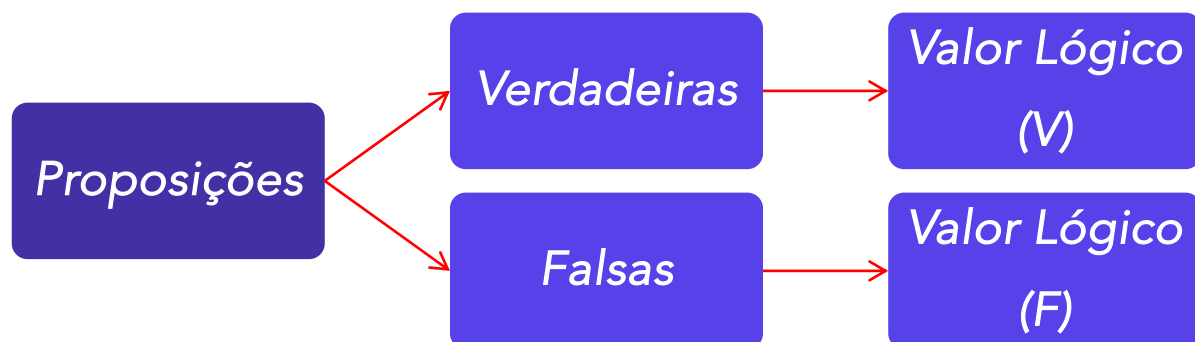 Proposições
Verdadeiras
Valor Lógico
(V)
Falsas
Valor Lógico
(F)